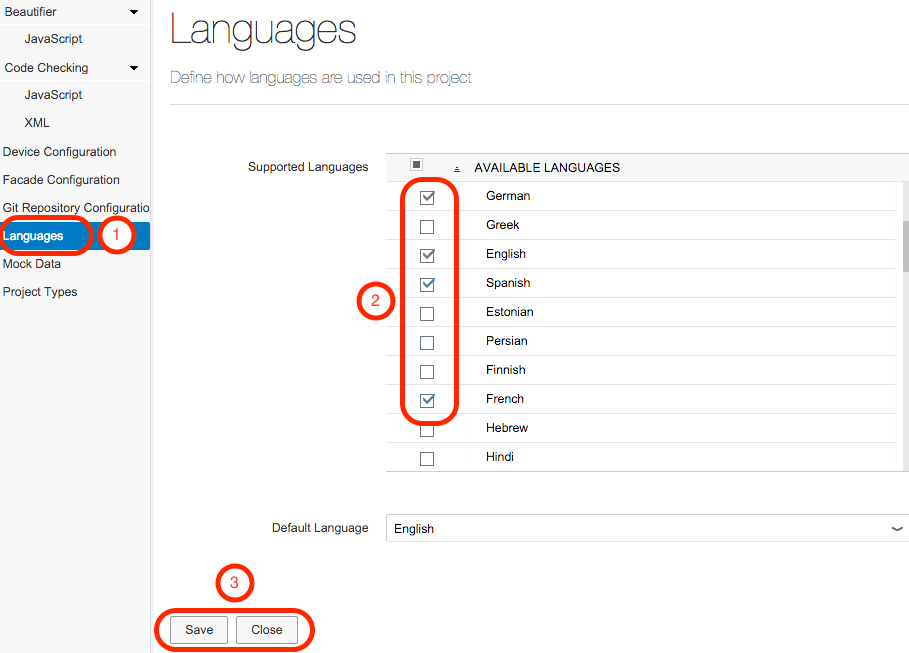 Beautifier
JavaScript
Code Checking
JavaScript
XML
Device Configuration
Facade Configuration
Git Repository Configuratio
Languages
1
Mock Data
Project Types
Languages
Define how languages are used in this project
Supported Languages
AVAILABLE LANGUAGES
German
Greek
English
Spanish
2
Estonian
Persian
Finnish
French
Hebrew
Hindi
Default Language
English
3
Save
Close